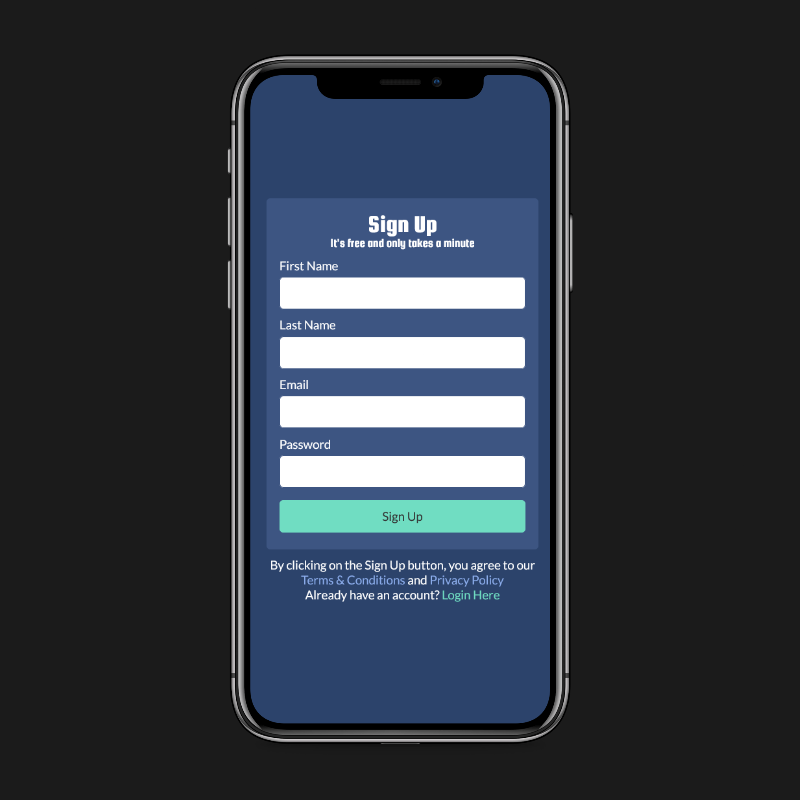 Sign Up
It's free and only takes a minute
First Name
Last Name
Email
Password
Sign Up
By clicking on the Sign Up button, you agree to our
Terms & Conditions and Privacy Policy
Already have an account? Login Here